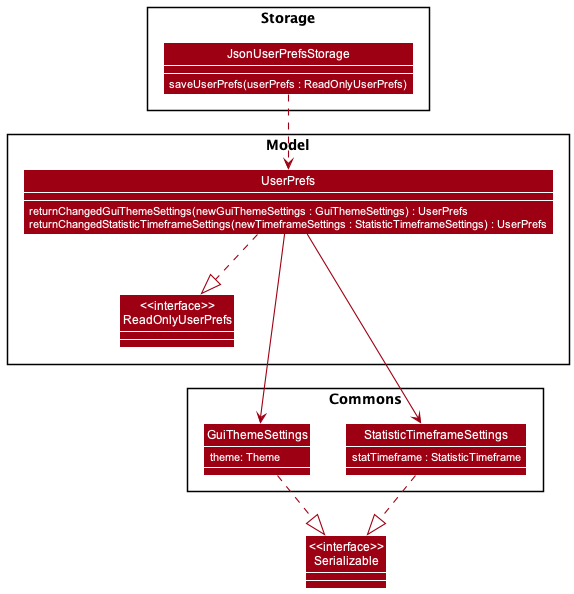 Storage
JsonUserPrefsStorage
saveUserPrefs(userPrefs : ReadOnlyUserPrefs)
Model
UserPrefs
returnChangedGuiThemeSettings(newGuiThemeSettings : GuiThemeSettings) : UserPrefs
returnChangedStatisticTimeframeSettings(newTimeframeSettings : StatisticTimeframeSettings) : UserPrefs
<<interface>>
ReadOnlyUserPrefs
Commons
GuiThemeSettings
theme: Theme
StatisticTimeframeSettings
statTimeframe : StatisticTimeframe
<<interface>>
Serializable